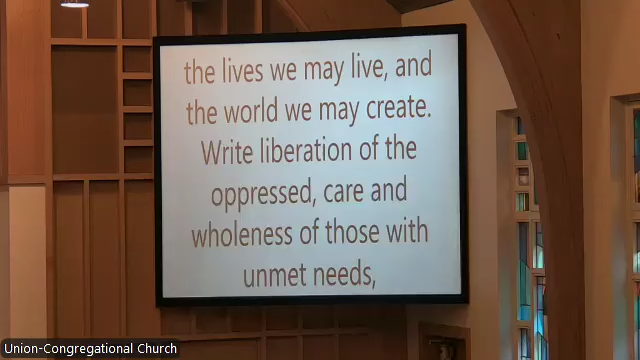 the lives we may live, and
the world we may create.
Write liberation of the
oppressed, care and
wholeness of those with
unmet needs,
Union-Congregational Church